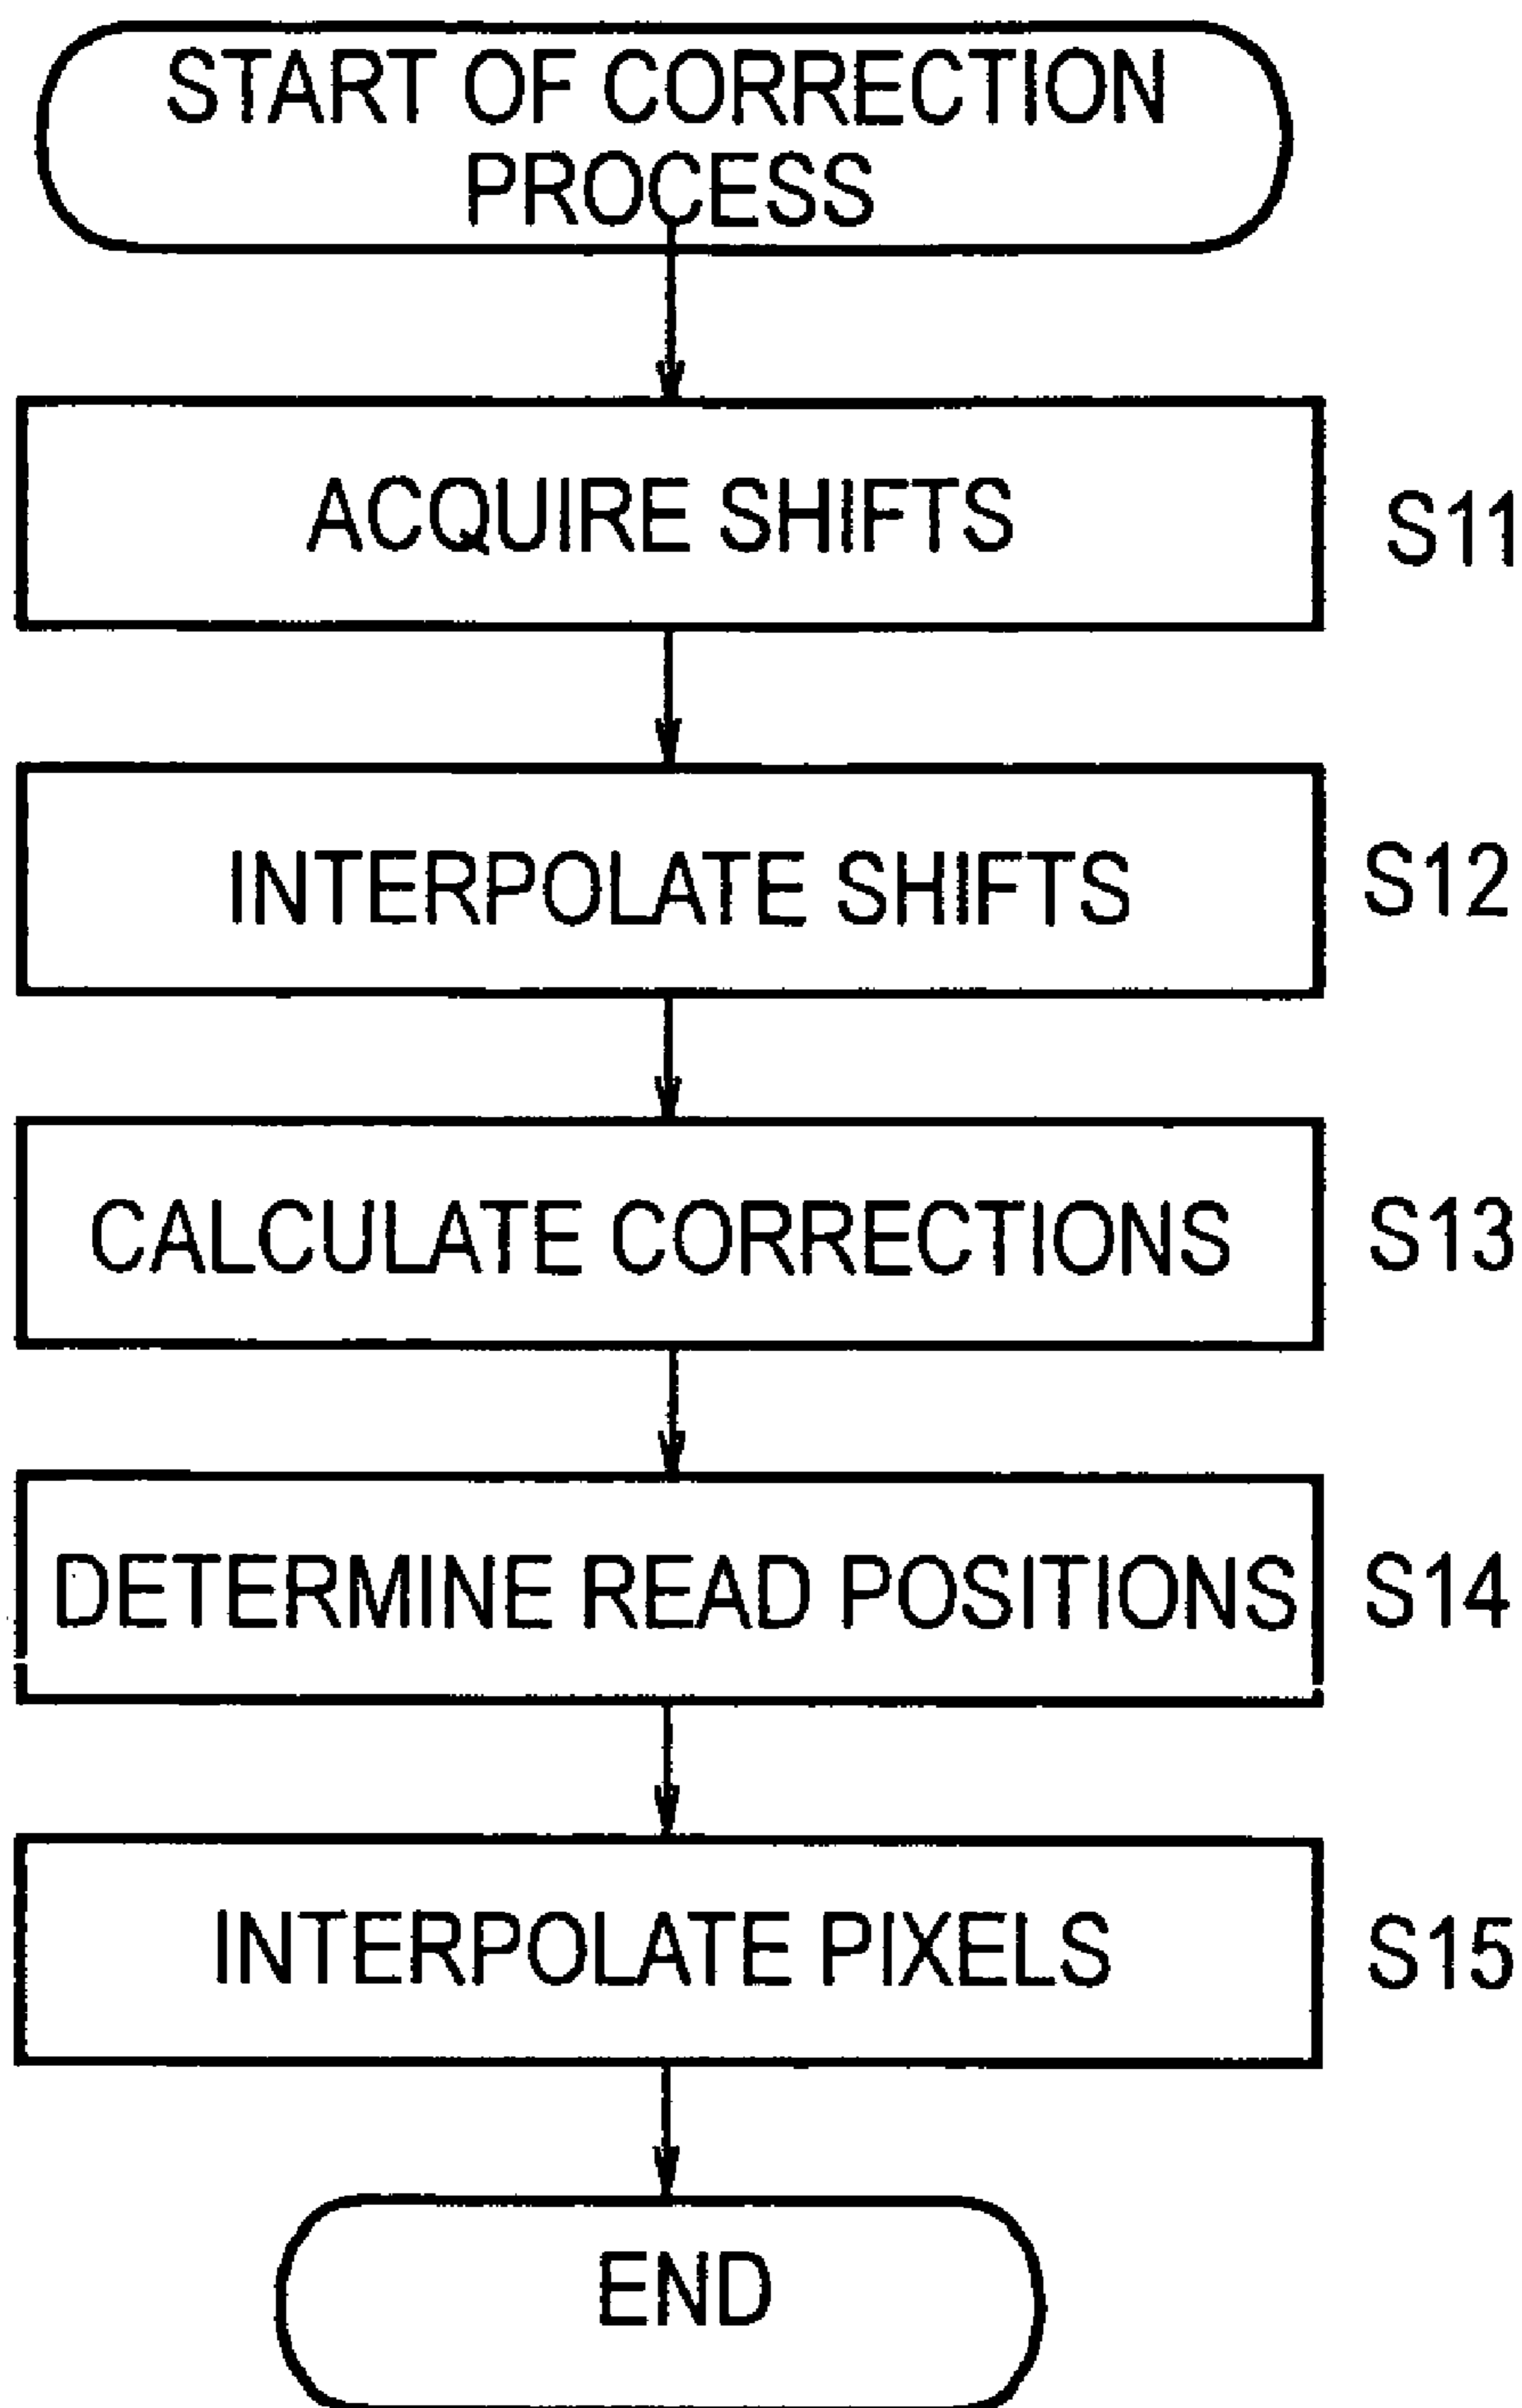 START OF CORRECTION
PROCESS
ACQUIRE SHIFTS
S11
INTERPOLATE SHIFTS
S12
CALCULATE CORRECTIONS
S13
DETERMINE READ POSITIONS
S14
INTERPOLATE PIXELS
S15
END